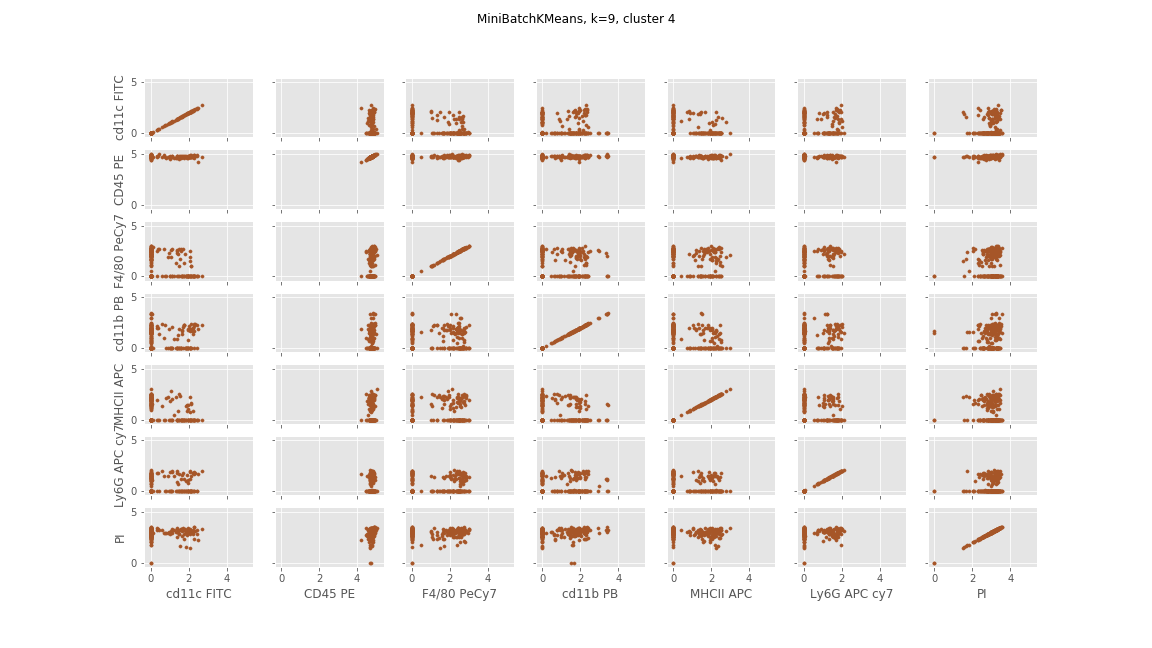 MiniBatchKMeans, k=9, cluster 4
cd11c FITC
5
0
CD45 PE
5
0
F4/80 PeCy7
5
0
cd11b PB
5
0
MHCII APC
5
0
Ly6G APC cy7
5
0
PI
5
0
0 2 4 0 2 4 0 2 4 0 2 4 0 2 4 0 2 4 0 2 4
cd11c FITC CD45 PE F4/80 PeCy7 cd11b PB MHCII APC Ly6G APC cy7 PI